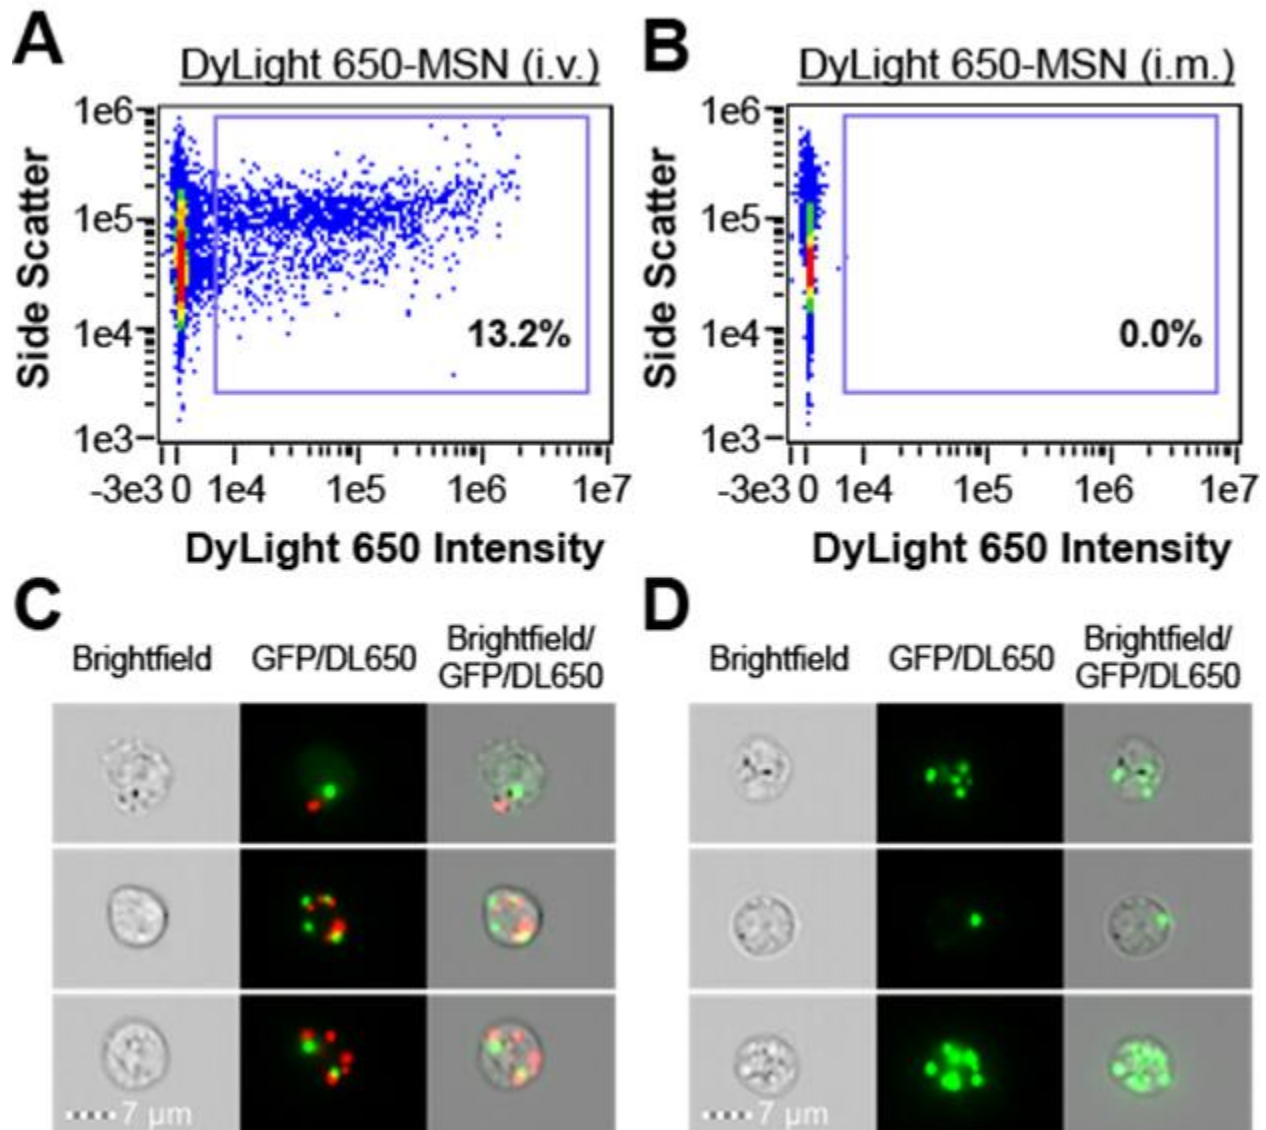 A
DyLight 650-MSN (i.v.)
1e6
1e5
1e4
1e3
Side Scatter
13.2%
-3e3 0 1e4 1e5 1e6 1e7
DyLight 650 Intensity
B
DyLight 650-MSN (i.m.)
1e6
1e5
1e4
1e3
Side Scatter
0.0%
-3e3 0 1e4 1e5 1e6 1e7
DyLight 650 Intensity
C
Brightfield
GFP/DL650
Brightfield/
GFP/DL650
7 µm
D
Brightfield
GFP/DL650
Brightfield/
GFP/DL650
7 µm